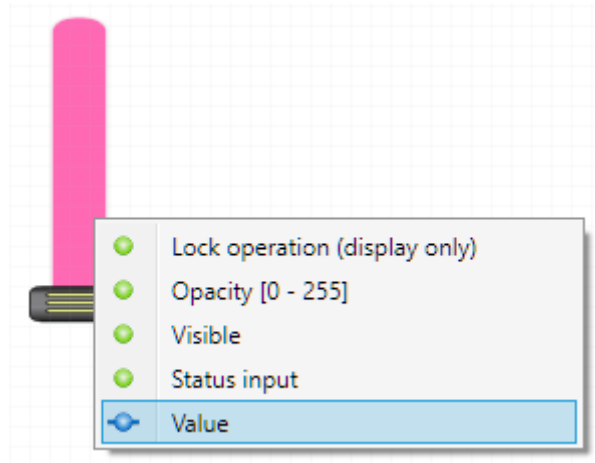 Lock operation (display only)
Opacity [0 - 255]
Visible
Status input
Value